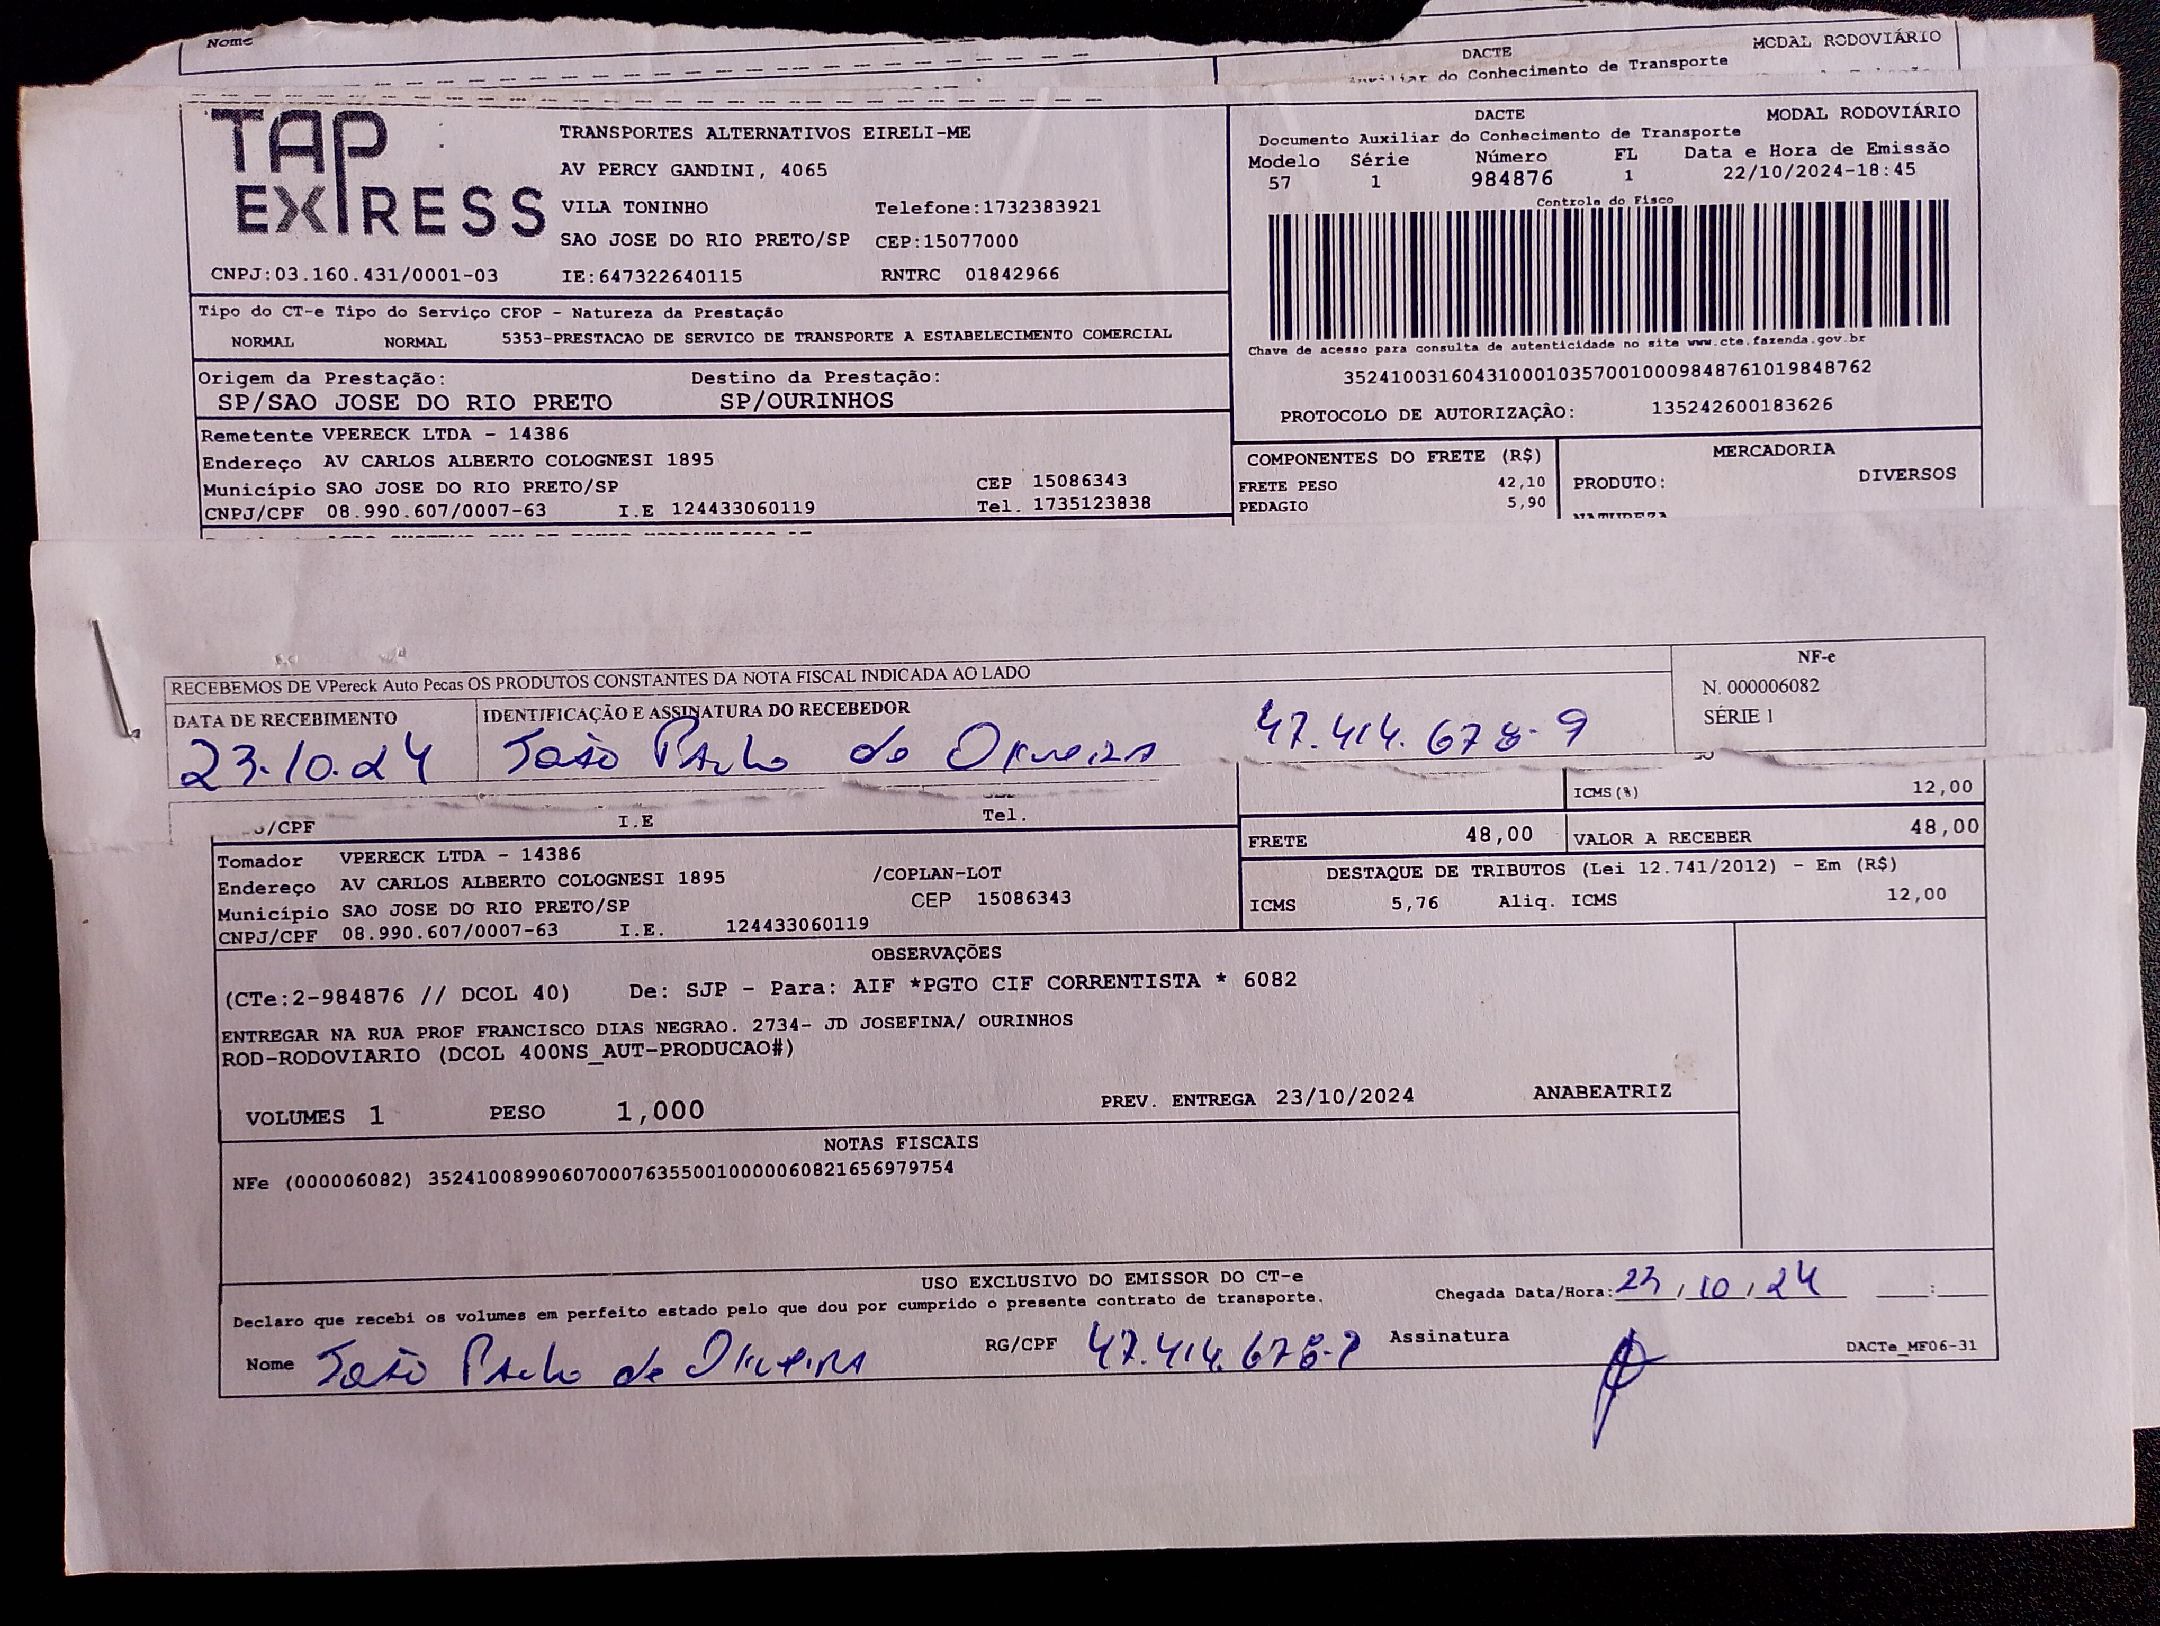 Nome
DACTE MODAL RODOVIÁRIO
do Conhecimento de Transporte
TAP EXPRESS
TRANSPORTES ALTERNATIVOS EIRELI-ME
AV PERCY GANDINI, 4065
VILA TONINHO Telefone:1732383921
SAO JOSE DO RIO PRETO/SP CEP:15077000
CNPJ:03.160.431/0001-03 IE:647322640115 RNTRC 01842966
DACTE MODAL RODOVIÁRIO
Documento Auxiliar do Conhecimento de Transporte
Modelo Série Número FL Data e Hora de Emissão
57 1 984876 1 22/10/2024-18:45
Controle do Fisco
Chave de acesso para consulta de autenticidade no site www.cte.fazenda.gov.br
35241003160431000103570010009848761019848762
PROTOCOLO DE AUTORIZAÇÃO: 135242600183626
Tipo do CT-e Tipo do Serviço CFOP - Natureza da Prestação
NORMAL NORMAL 5353-PRESTACAO DE SERVICO DE TRANSPORTE A ESTABELECIMENTO COMERCIAL
Origem da Prestação: Destino da Prestação:
SP/SAO JOSE DO RIO PRETO SP/OURINHOS
Remetente VPERECK LTDA - 14386
Endereço AV CARLOS ALBERTO COLOGNESI 1895
Município SAO JOSE DO RIO PRETO/SP CEP 15086343
CNPJ/CPF 08.990.607/0007-63 I.E 124433060119 Tel. 1735123838
COMPONENTES DO FRETE (R$) MERCADORIA
FRETE PESO 42,10 PRODUTO: DIVERSOS
PEDAGIO 5,90
RECEBEMOS DE VPereck Auto Pecas OS PRODUTOS CONSTANTES DA NOTA FISCAL INDICADA AO LADO
DATA DE RECEBIMENTO IDENTIFICAÇÃO E ASSINATURA DO RECEBEDOR
23.10.24 João Paulo de Oliveira 47.414.678-9
NF-e
N. 000006082
SÉRIE 1
ICMS(%) 12,00
/CPF I.E Tel.
FRETE 48,00 VALOR A RECEBER 48,00
Tomador VPERECK LTDA - 14386
Endereço AV CARLOS ALBERTO COLOGNESI 1895 /COPLAN-LOT
Município SAO JOSE DO RIO PRETO/SP CEP 15086343
CNPJ/CPF 08.990.607/0007-63 I.E. 124433060119
DESTAQUE DE TRIBUTOS (Lei 12.741/2012) - Em (R$)
ICMS 5,76 Aliq. ICMS 12,00
OBSERVAÇÕES
(CTe:2-984876 // DCOL 40) De: SJP - Para: AIF *PGTO CIF CORRENTISTA * 6082
ENTREGAR NA RUA PROF FRANCISCO DIAS NEGRAO. 2734- JD JOSEFINA/ OURINHOS
ROD-RODOVIARIO (DCOL 400NS_AUT-PRODUCAO#)
VOLUMES 1 PESO 1,000 PREV. ENTREGA 23/10/2024 ANABEATRIZ
NOTAS FISCAIS
NFe (000006082) 35241008990607000763550010000060821656979754
USO EXCLUSIVO DO EMISSOR DO CT-e
Declaro que recebi os volumes em perfeito estado pelo que dou por cumprido o presente contrato de transporte. Chegada Data/Hora: 23/10/24 :
Nome João Paulo de Oliveira RG/CPF 47.414.678-9 Assinatura DACTe_MF06-31